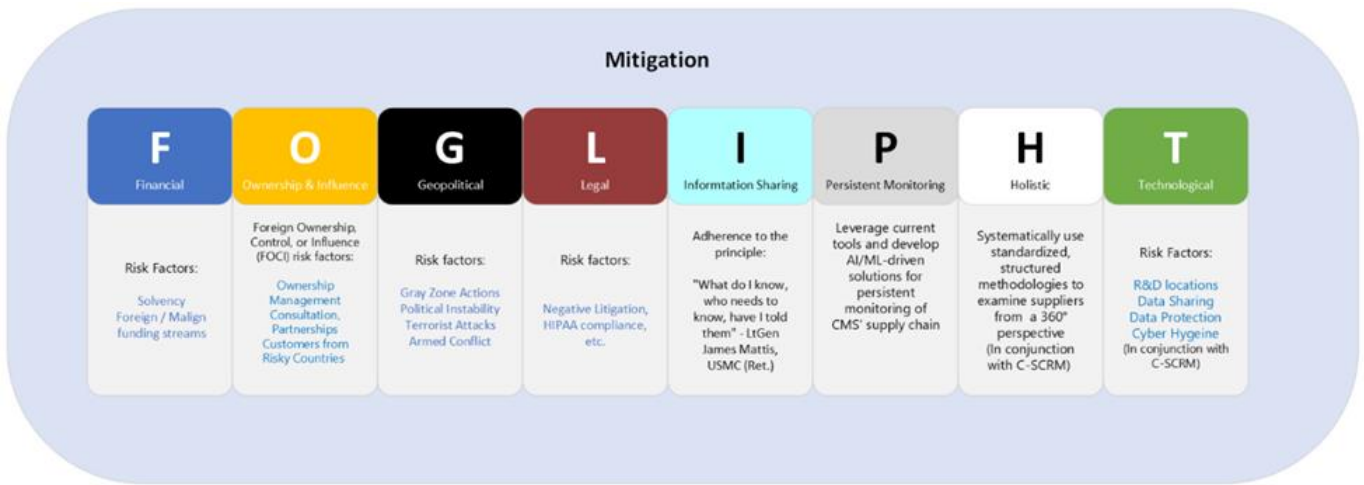 Mitigation
F
Financial
Risk Factors:
Solvency
Foreign / Malign
funding streams
O
Ownership & Influence
Foreign Ownership,
Control, or Influence
(FOCI) risk factors:
Ownership
Management
Consultation,
Partnerships
Customers from
Risky Countries
G
Geopolitical
Risk factors:
Gray Zone Actions
Political Instability
Terrorist Attacks
Armed Conflict
L
Legal
Risk factors:
Negative Litigation,
HIPAA compliance,
etc.
I
Informtation Sharing
Adherence to the
principle:
"What do I know,
who needs to
know, have I told
them" - LtGen
James Mattis,
USMC (Ret.)
P
Persistent Monitoring
Leverage current
tools and develop
AI/ML-driven
solutions for
persistent
monitoring of
CMS' supply chain
H
Holistic
Systematically use
standardized,
structured
methodologies to
examine suppliers
from a 360°
perspective
(In conjunction
with C-SCRM)
T
Technological
Risk Factors:
R&D locations
Data Sharing
Data Protection
Cyber Hygeine
(In conjunction with
C-SCRM)